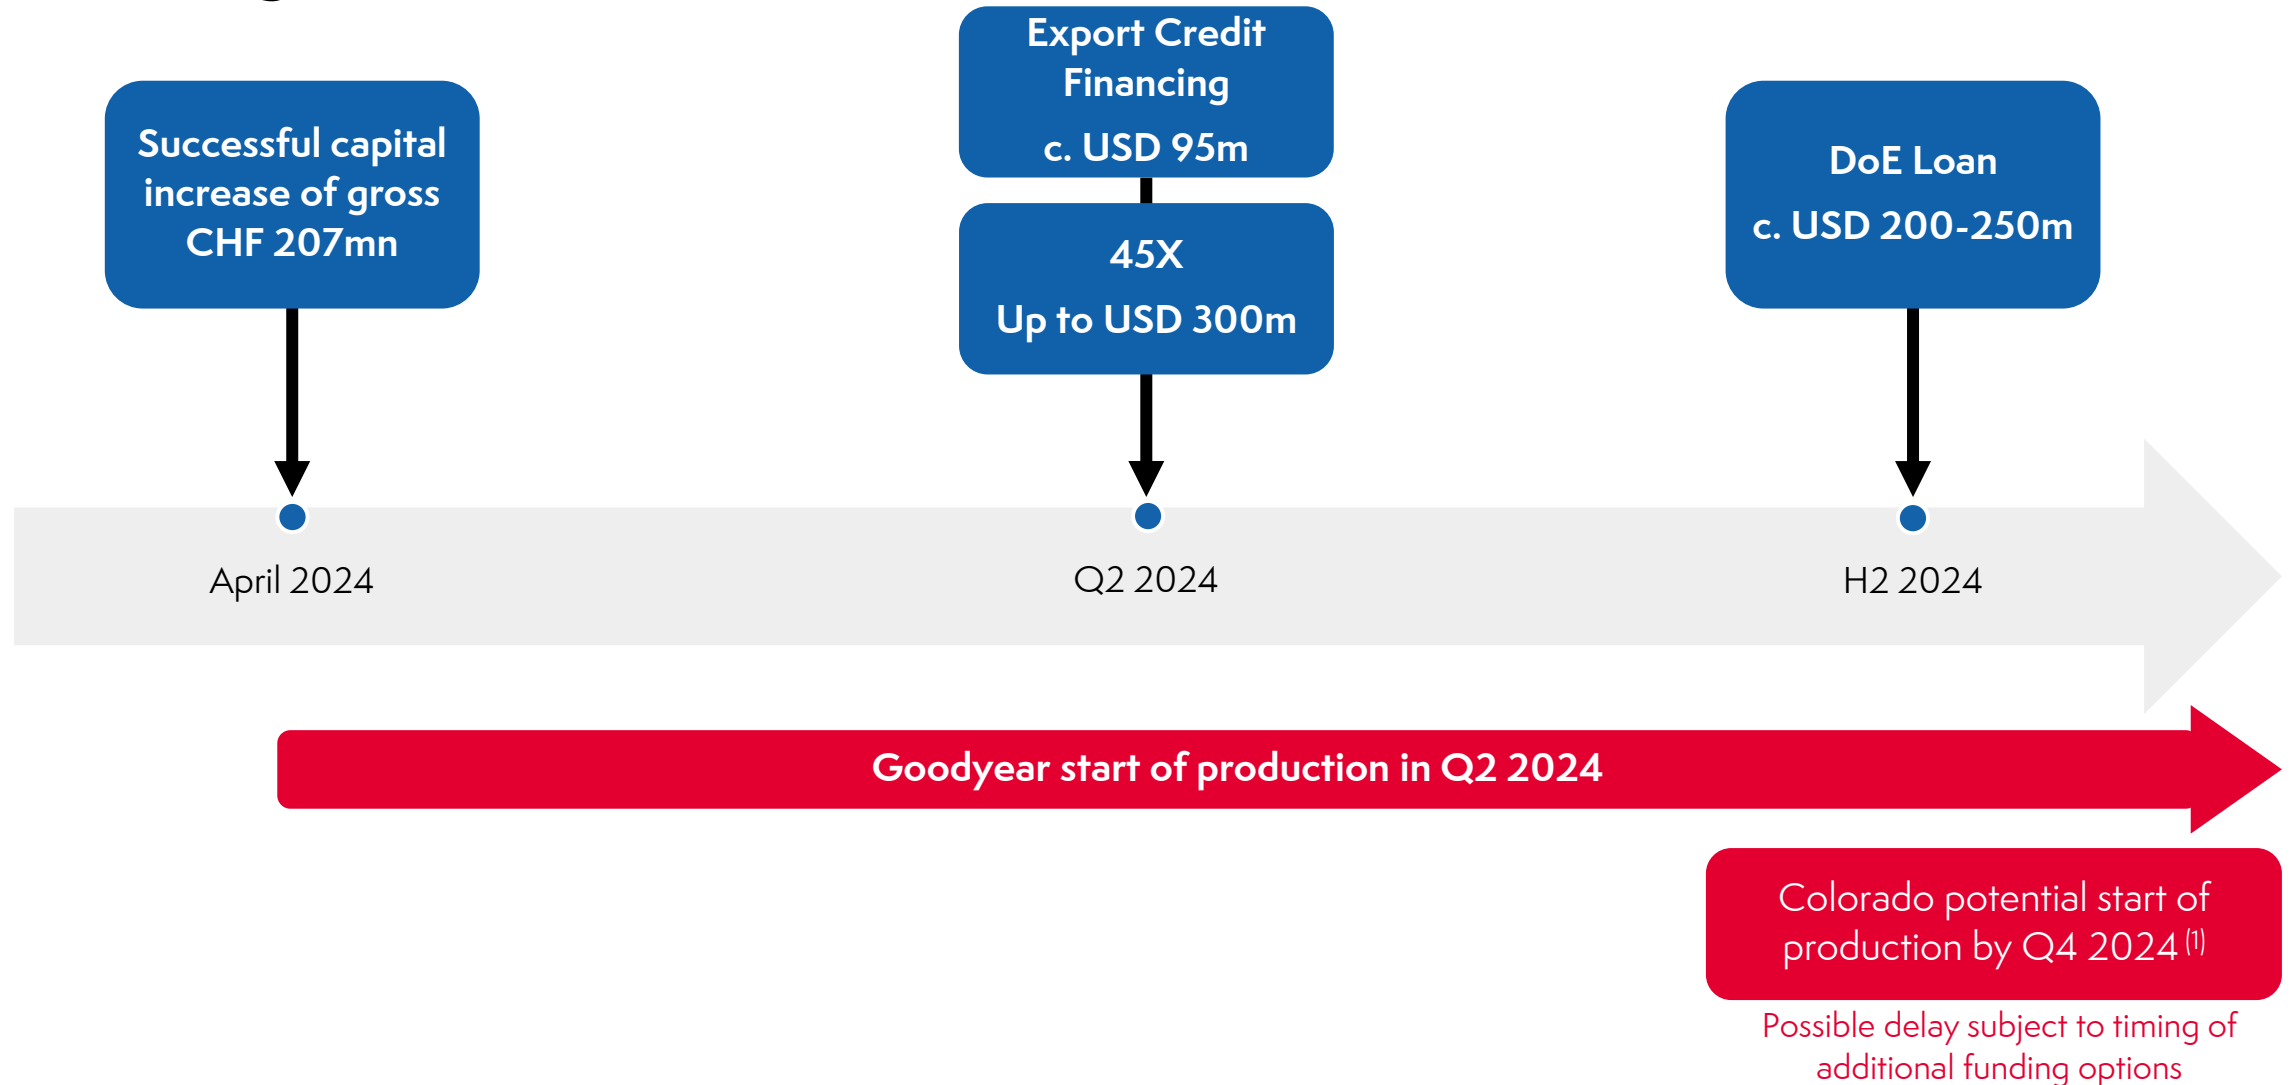 Successful capital
increase of gross
CHF 207mn
Export Credit
Financing
c. USD 95m
45X
Up to USD 300m
DoE Loan
c. USD 200-250m
April 2024
Q2 2024
H2 2024
Goodyear start of production in Q2 2024
Colorado potential start of
production by Q4 2024 (1)
Possible delay subject to timing of
additional funding options